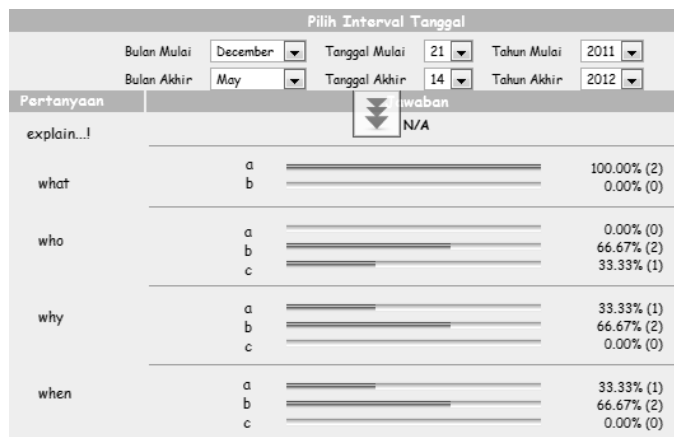 Pilih Interval Tanggal
Bulan Mulai December Tanggal Mulai 21 Tahun Mulai 2011
Bulan Akhir May Tanggal Akhir 14 Tahun Akhir 2012
Pertanyaan waban
explain...! N/A
what a 100.00% (2)
b 0.00% (0)
who a 0.00% (0)
b 66.67% (2)
c 33.33% (1)
why a 33.33% (1)
b 66.67% (2)
c 0.00% (0)
when a 33.33% (1)
b 66.67% (2)
c 0.00% (0)